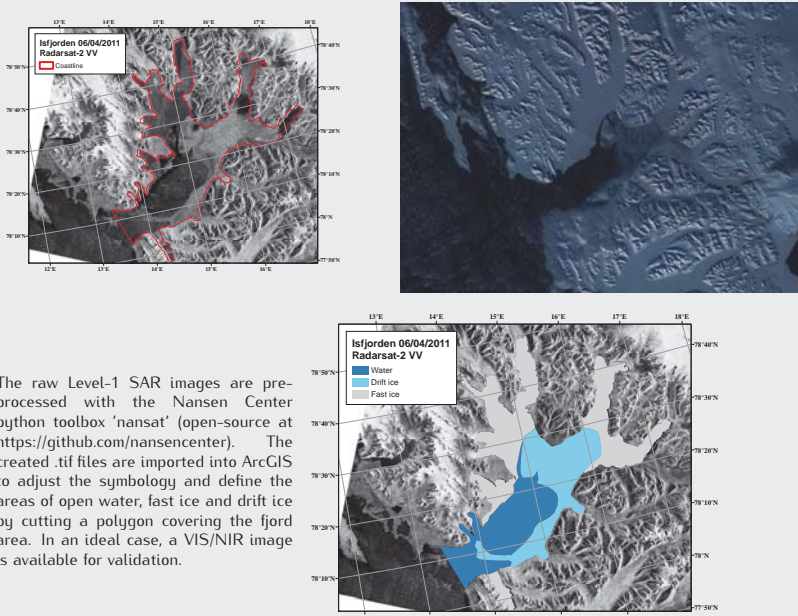 13°E 14°E 15°E 16°E 17°E 18°E
Isfjorden 06/04/2011
Radarsat-2 VV
Coastline
78°50'N
78°40'N
78°30'N
78°20'N
78°10'N
78°40'N
78°30'N
78°20'N
78°10'N
78°N
77°50'N
12°E 13°E 14°E 15°E 16°E
The raw Level-1 SAR images are pre-
processed with the Nansen Center
python toolbox 'nansat' (open-source at
https://github.com/nansencenter). The
created .tif files are imported into ArcGIS
to adjust the symbology and define the
areas of open water, fast ice and drift ice
by cutting a polygon covering the fjord
area. In an ideal case, a VIS/NIR image
is available for validation.
13°E 14°E 15°E 16°E 17°E 18°E
Isfjorden 06/04/2011
Radarsat-2 VV
Water
Drift ice
Fast ice
78°50'N
78°40'N
78°30'N
78°20'N
78°10'N
78°40'N
78°30'N
78°20'N
78°10'N
78°N
77°50'N